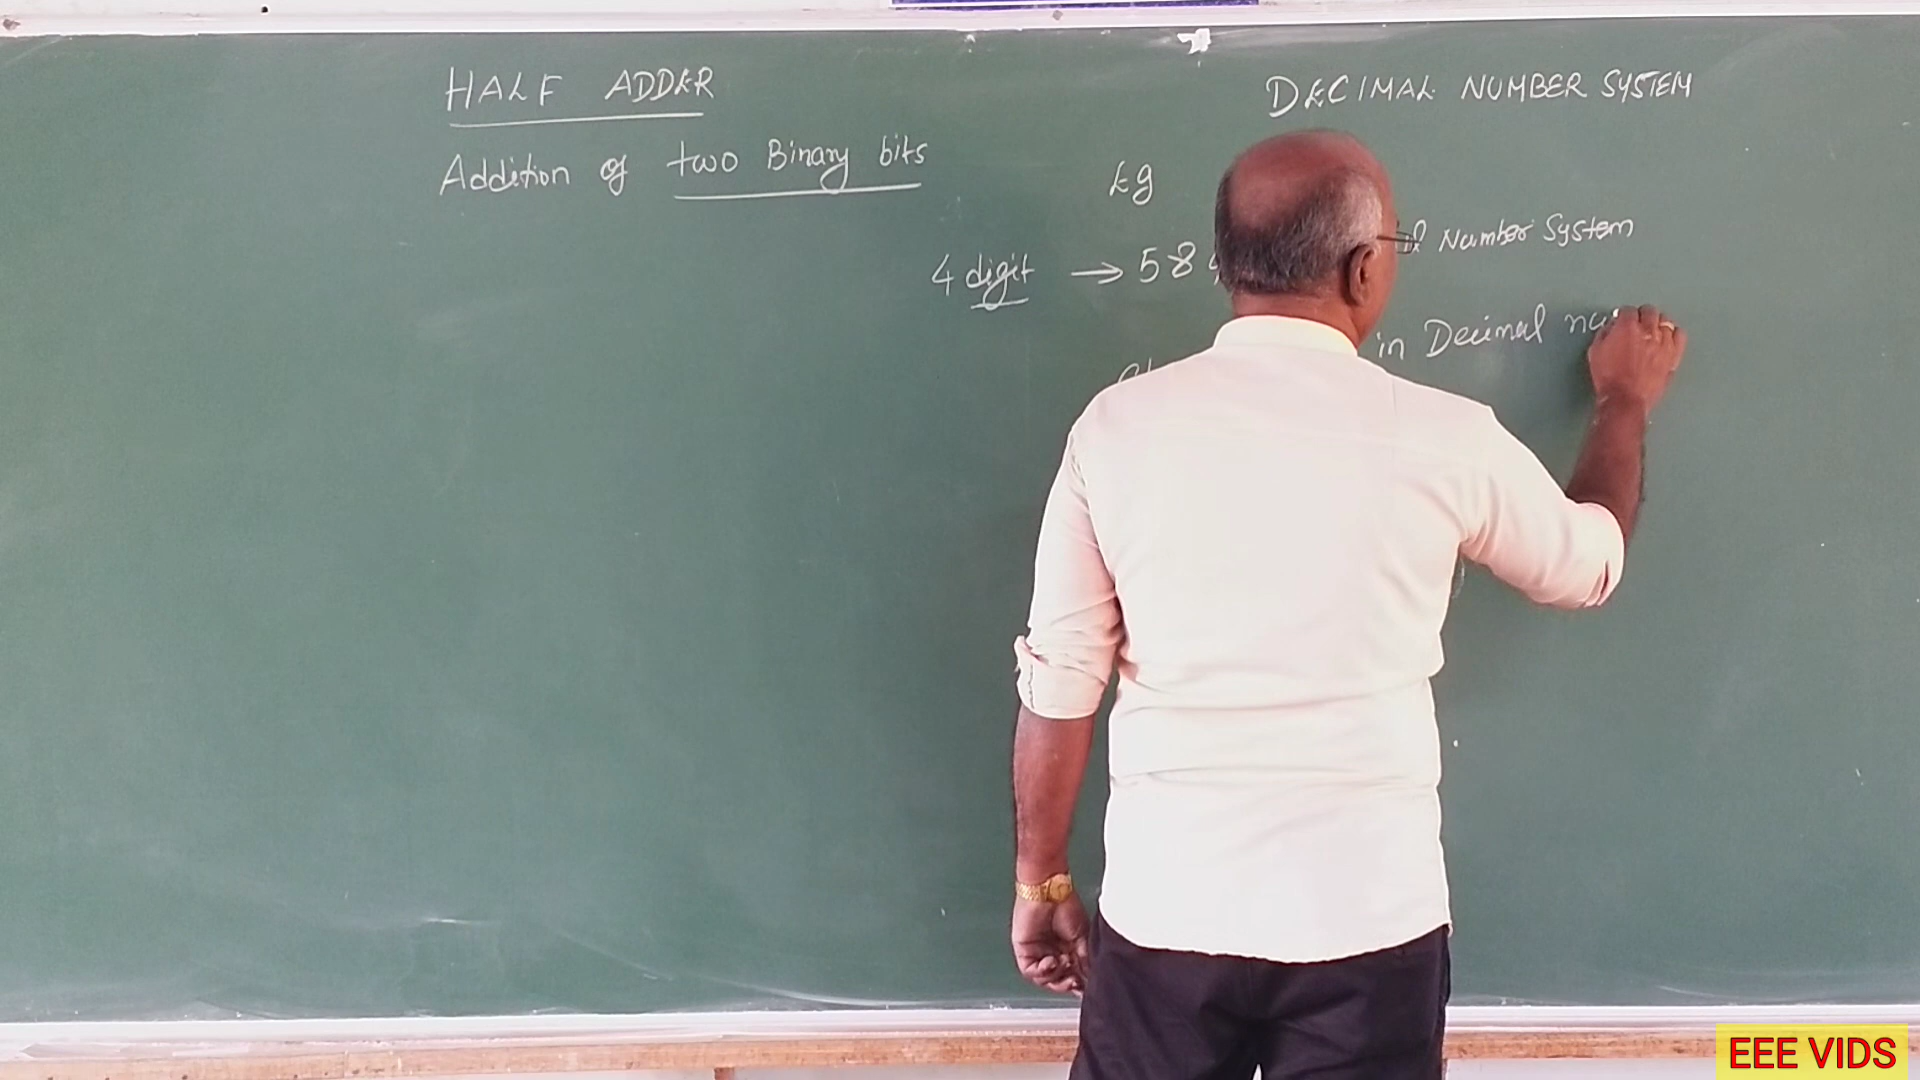 HALF ADDER
Addition of two Binary bits
DECIMAL NUMBER SYSTEM
Eg
4 digit → 58
Number System
in Decimal
EEE VIDS